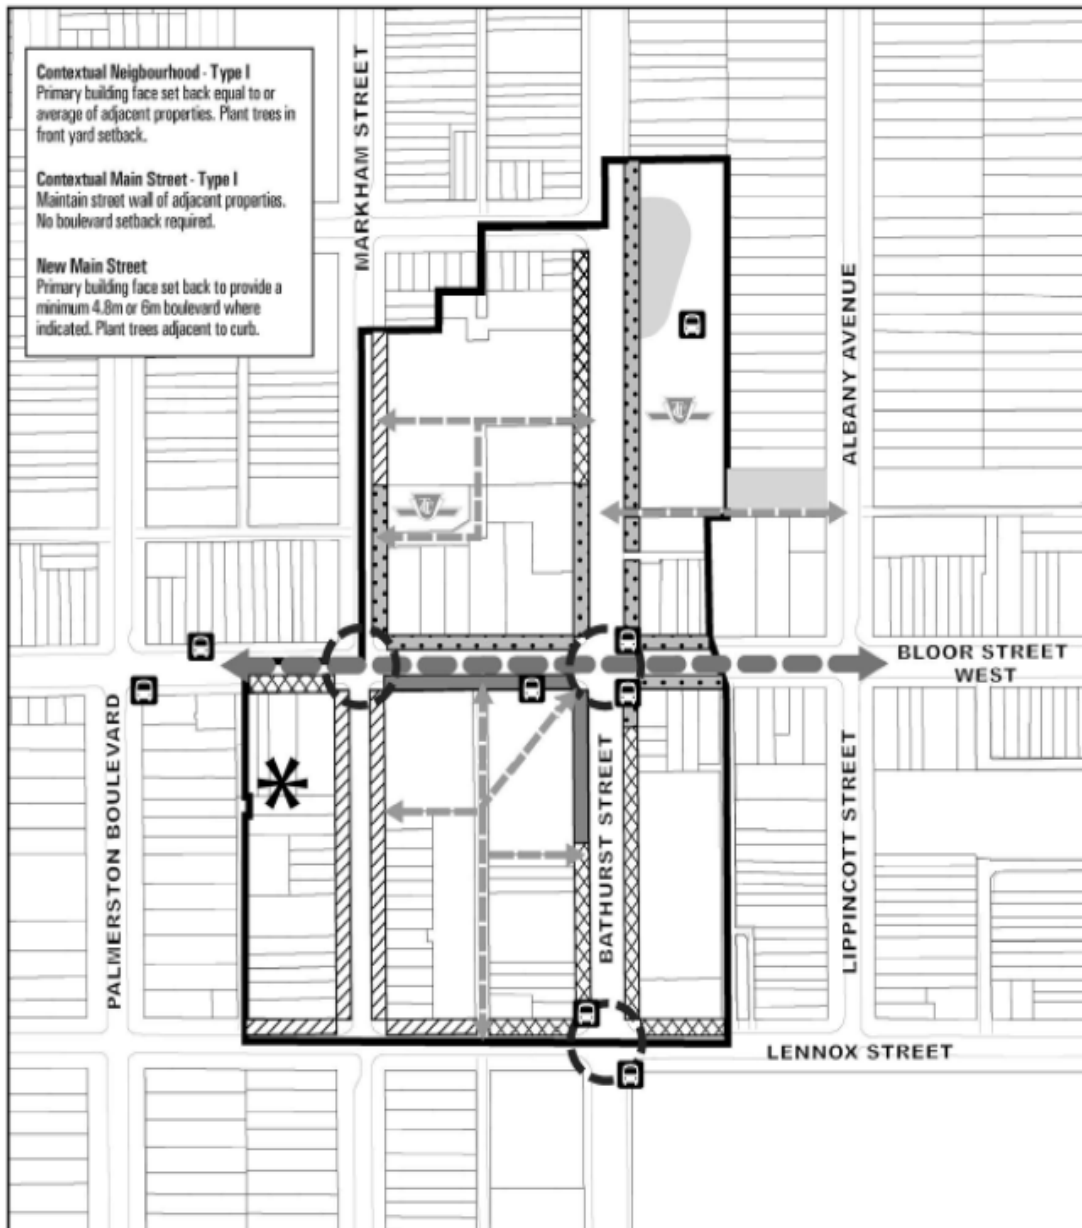 Contextual Neigbourhood - Type I
Primary building face set back equal to or
average of adjacent properties. Plant trees in
front yard setback.
Contextual Main Street - Type I
Maintain street wall of adjacent properties.
No boulevard setback required.
New Main Street
Primary building face set back to provide a
minimum 4.8m or 6m boulevard where
indicated. Plant trees adjacent to curb.
MARKHAM STREET
ALBANY AVENUE
BLOOR STREET
WEST
PALMERSTON BOULEVARD
BATHURST STREET
LIPPINCOTT STREET
LENNOX STREET